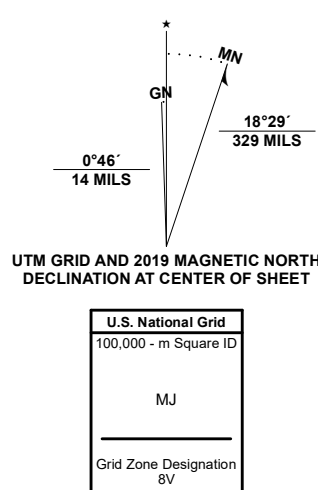 ★
MN
GN
0°46´
14 MILS
18°29´
329 MILS
UTM GRID AND 2019 MAGNETIC NORTH
DECLINATION AT CENTER OF SHEET
U.S. National Grid
100,000 - m Square ID
MJ
Grid Zone Designation
8V